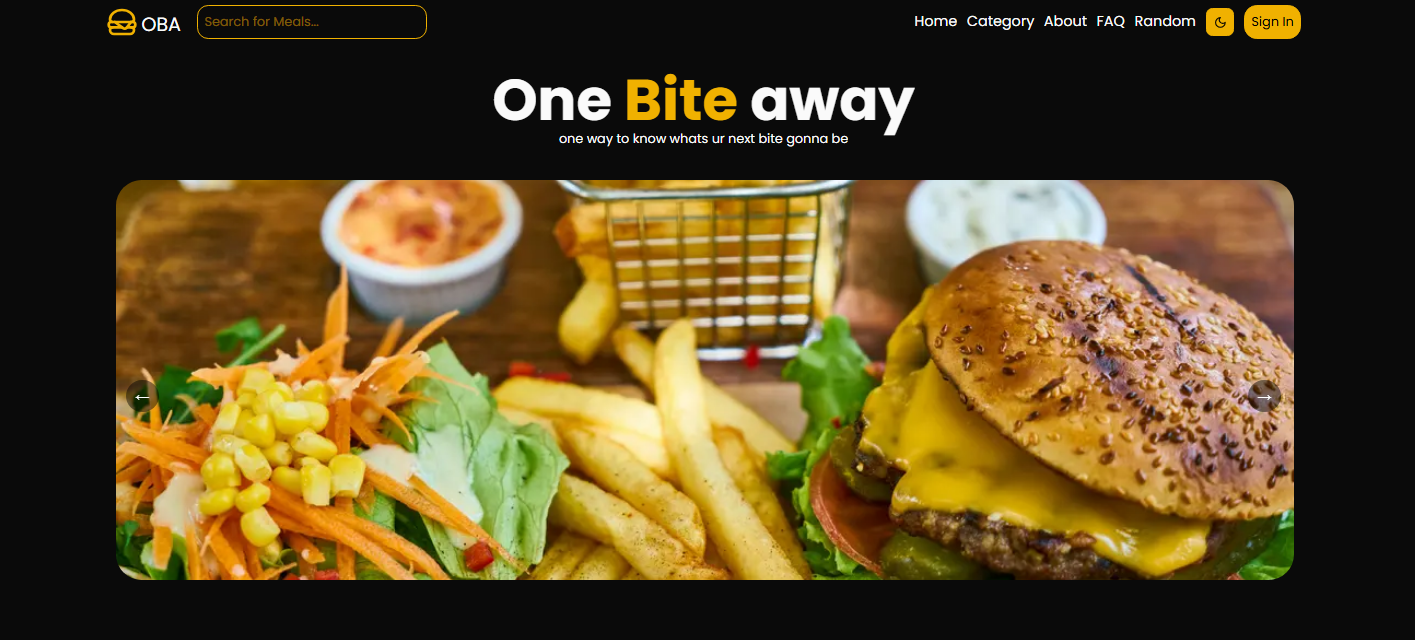 OBA
Search for Meals...
Home Category About FAQ Random
Sign In
One Bite away
one way to know whats ur next bite gonna be
← →